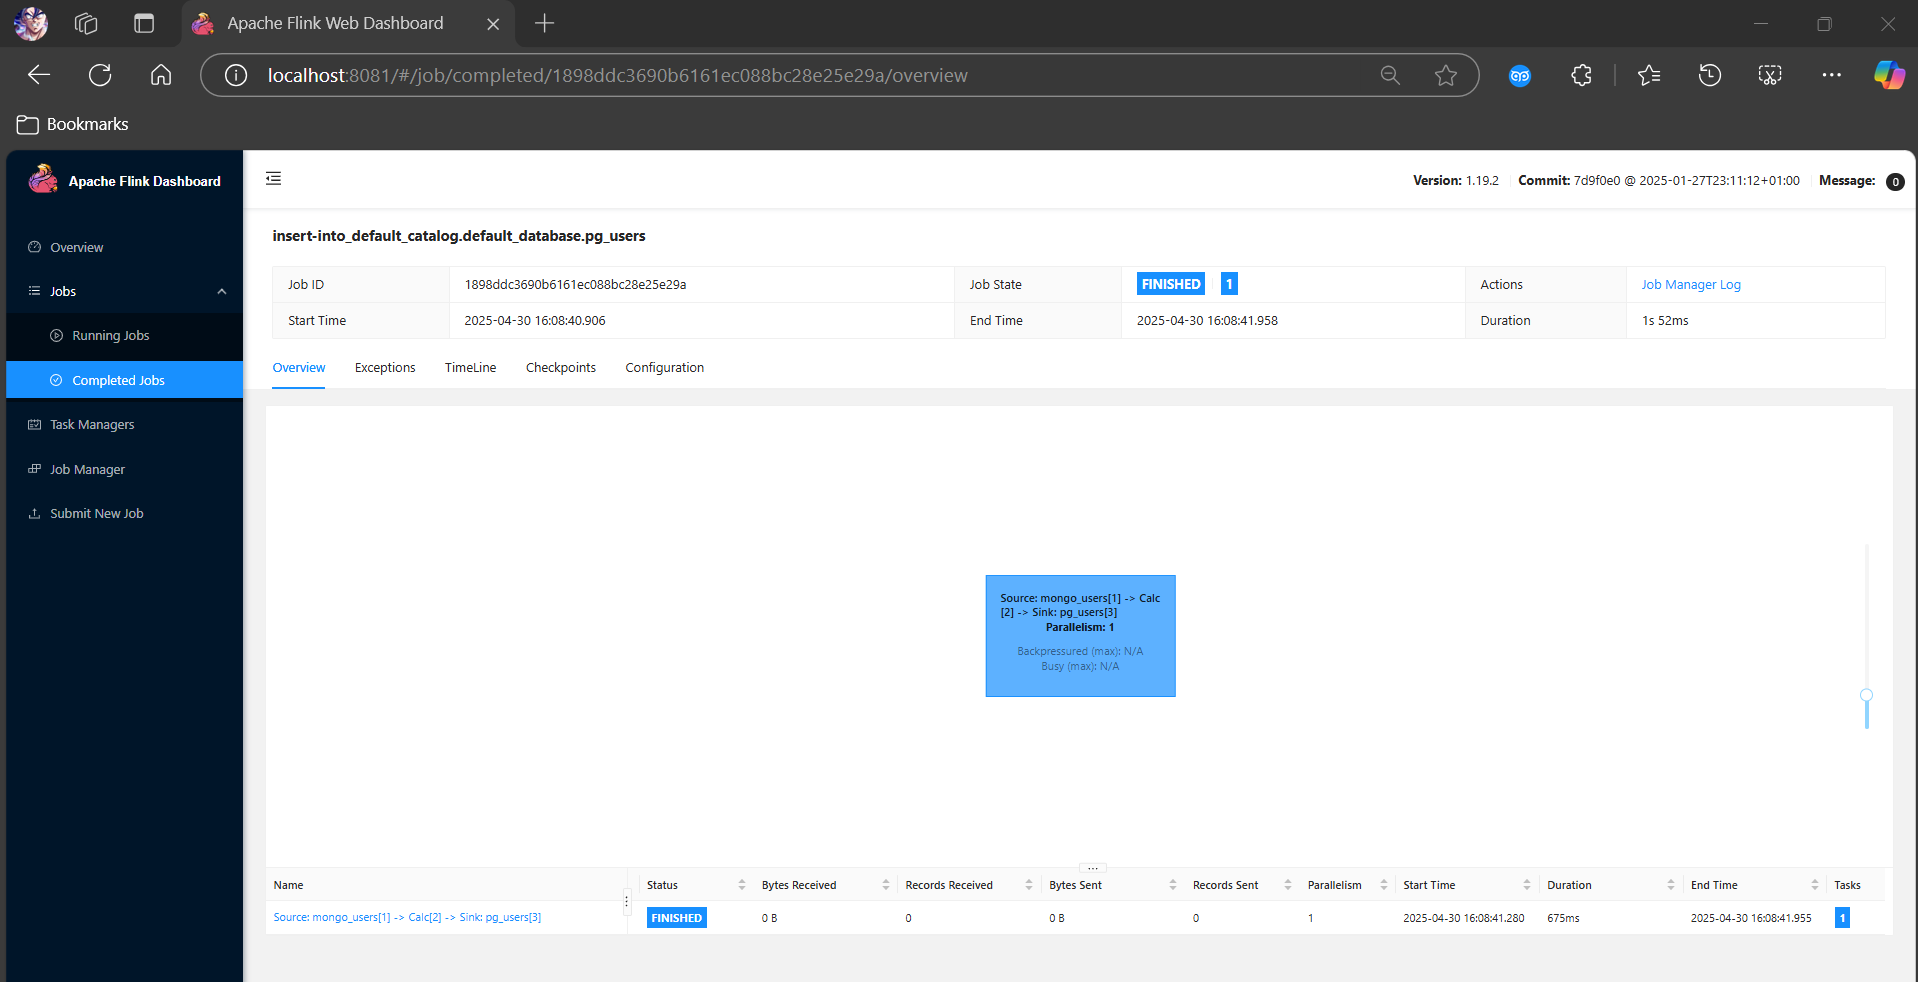 Apache Flink Web Dashboard
localhost:8081/#/job/completed/1898ddc3690b6161ec088bc28e25e29a/overview
Bookmarks
Apache Flink Dashboard
Version: 1.19.2 Commit: 7d9f0e0 @ 2025-01-27T23:11:12+01:00 Message: 0
Overview
Jobs
Running Jobs
Completed Jobs
Task Managers
Job Manager
Submit New Job
insert-into_default_catalog.default_database.pg_users
Job ID 1898ddc3690b6161ec088bc28e25e29a Job State FINISHED 1 Actions Job Manager Log
Start Time 2025-04-30 16:08:40.906 End Time 2025-04-30 16:08:41.958 Duration 1s 52ms
Overview Exceptions TimeLine Checkpoints Configuration
Source: mongo_users[1] -> Calc
[2] -> Sink: pg_users[3]
Parallelism: 1
Backpressured (max): N/A
Busy (max): N/A
Name Status Bytes Received Records Received Bytes Sent Records Sent Parallelism Start Time Duration End Time Tasks
Source: mongo_users[1] -> Calc[2] -> Sink: pg_users[3] FINISHED 0 B 0 0 B 0 1 2025-04-30 16:08:41.280 675ms 2025-04-30 16:08:41.955 1